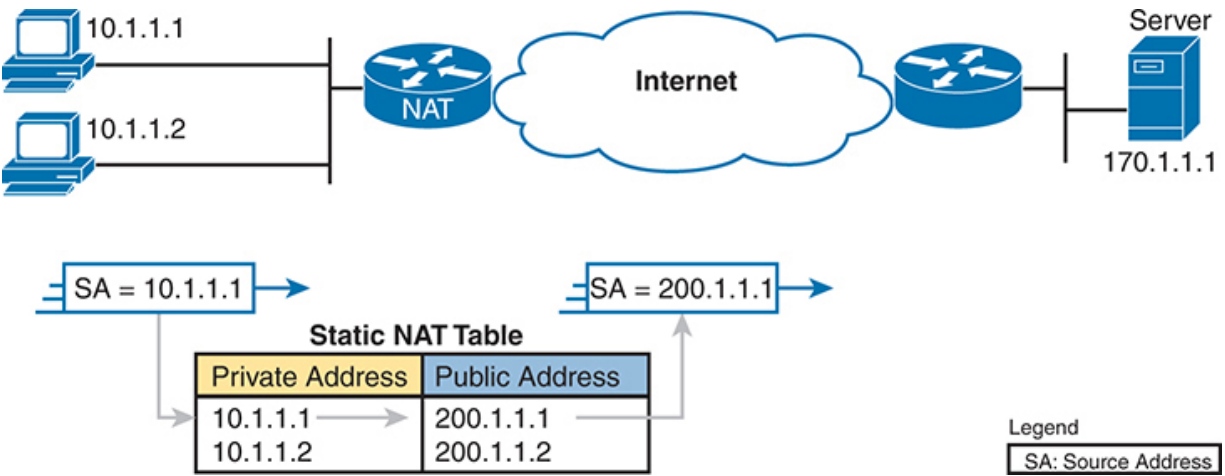 10.1.1.1
Server
Internet
NAT
10.1.1.2
170.1.1.1
SA = 10.1.1.1
SA = 200.1.1.1
Static NAT Table
Private Address Public Address
10.1.1.1 200.1.1.1
10.1.1.2 200.1.1.2
Legend
SA: Source Address